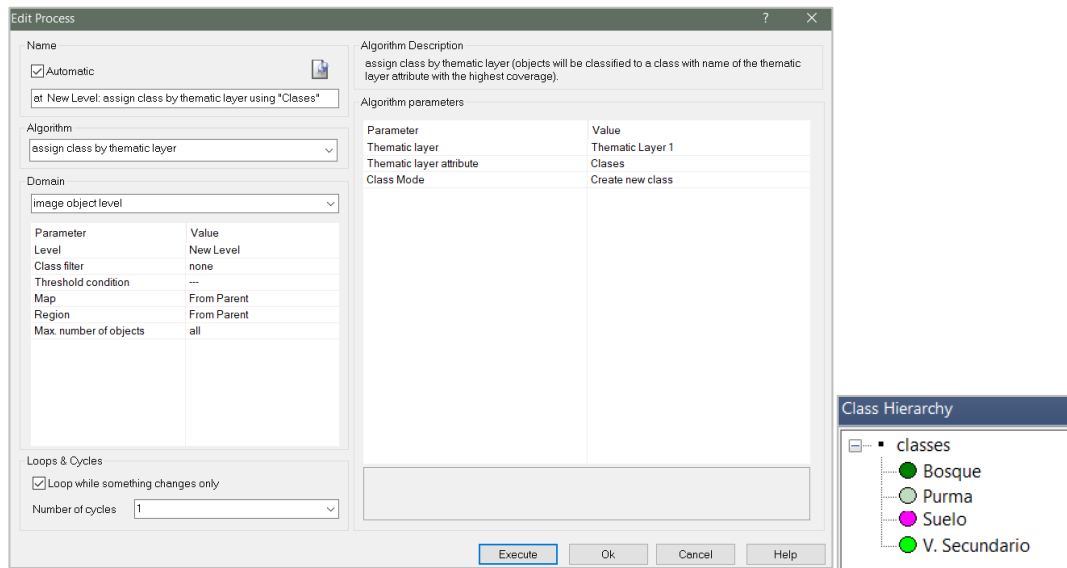 Edit Process ? ×
Name
Automatic
at New Level: assign class by thematic layer using "Clases"
Algorithm
assign class by thematic layer
Domain
image object level
Parameter Value
Level New Level
Class filter none
Threshold condition ---
Map From Parent
Region From Parent
Max. number of objects all
Loops & Cycles
Loop while something changes only
Number of cycles 1
Algorithm Description
assign class by thematic layer (objects will be classified to a class with name of the thematic
layer attribute with the highest coverage).
Algorithm parameters
Parameter Value
Thematic layer Thematic Layer 1
Thematic layer attribute Clases
Class Mode Create new class
Execute Ok Cancel Help
Class Hierarchy
classes
Bosque
Purma
Suelo
V. Secundario